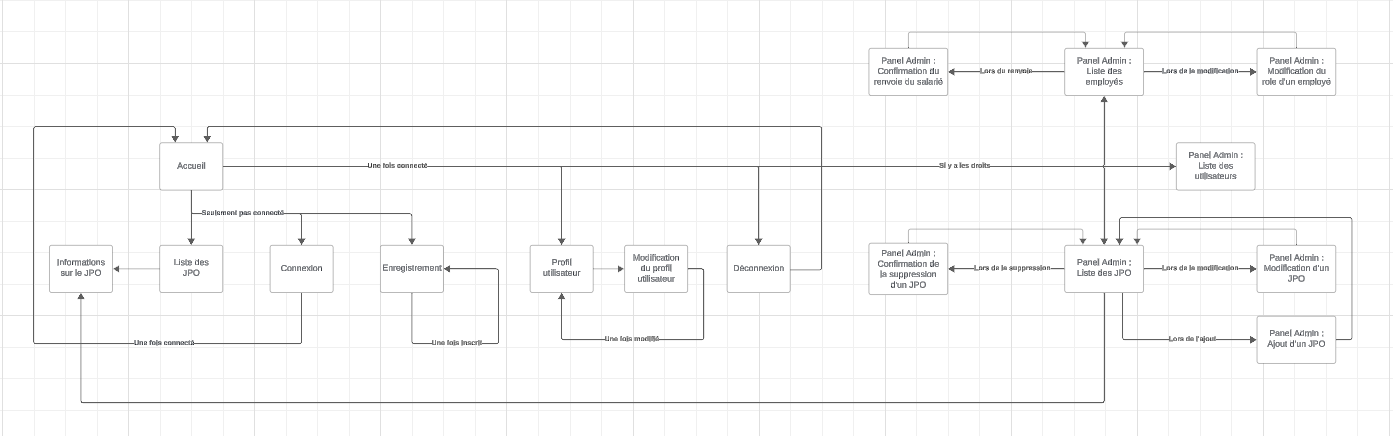 Panel Admin :
Confirmation du
renvoie du salarié
Lors du renvoie
Panel Admin :
Liste des
employés
Lors de la modification
Panel Admin :
Modification du
role d'un employé
Accueil
Une fois connecté
Si y a les droits
Panel Admin :
Liste des
utilisateurs
Seulement pas connecté
Informations
sur le JPO
Liste des
JPO
Connexion
Enregistrement
Profil
utilisateur
Modification
du profil
utilisateur
Déconnexion
Panel Admin :
Confirmation de
la suppression
d'un JPO
Lors de la suppression
Panel Admin :
Liste des JPO
Lors de la modification
Panel Admin :
Modification d'un
JPO
Une fois connecté
Une fois inscrit
Une fois modifié
Lors de l'ajout
Panel Admin :
Ajout d'un JPO